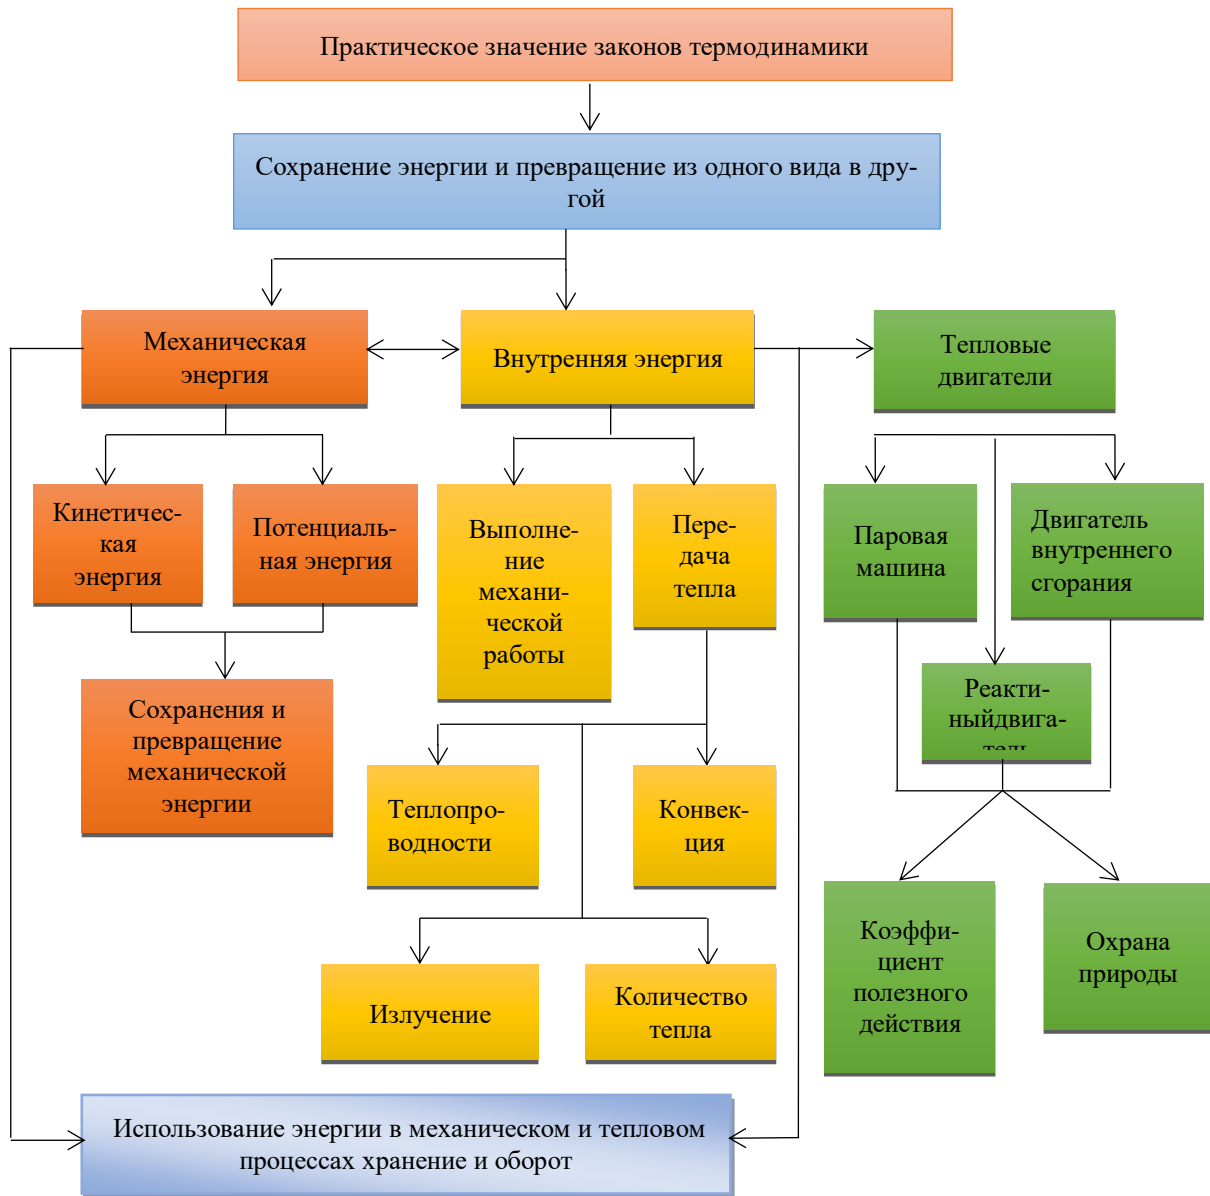 Практическое значение законов термодинамики
Сохранение энергии и превращение из одного вида в дру-
гой
Механическая
энергия
Внутренняя энергия
Тепловые
двигатели
Кинетичес-
кая
энергия
Потенциаль-
ная энергия
Выполне-
ние
механи-
ческой
работы
Пере-
дача
тепла
Паровая
машина
Двигатель
внутреннего
сгорания
Реакти-
ныйдвига-
тель
Сохранения и
превращение
механической
энергии
Теплопро-
водности
Конвек-
ция
Излучение
Количество
тепла
Коэффи-
циент
полезного
действия
Охрана
природы
Использование энергии в механическом и тепловом
процессах хранение и оборот